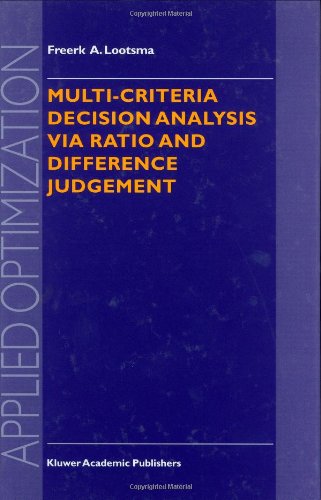 Freerk A. Lootsma
MULTI-CRITERIA
DECISION ANALYSIS
VIA RATIO AND
DIFFERENCE
JUDGEMENT
APPLIED OPTIMIZATION
Kluwer Academic Publishers